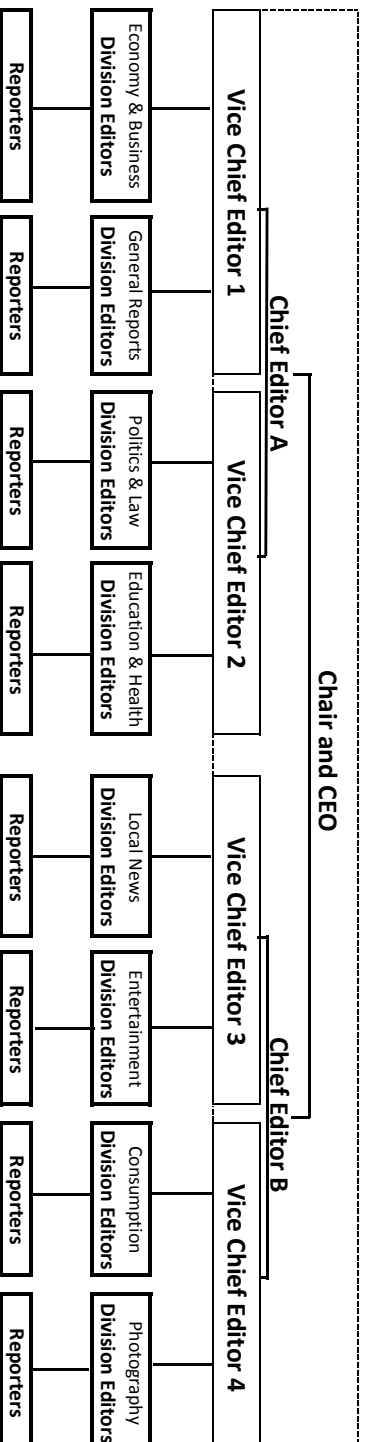 Chair and CEO
Chief Editor A
Chief Editor B
Vice Chief Editor 1
Vice Chief Editor 2
Vice Chief Editor 3
Vice Chief Editor 4
Economy & Business
Division Editors
General Reports
Division Editors
Politics & Law
Division Editors
Education & Health
Division Editors
Local News
Division Editors
Entertainment
Division Editors
Consumption
Division Editors
Photography
Division Editors
Reporters
Reporters
Reporters
Reporters
Reporters
Reporters
Reporters
Reporters